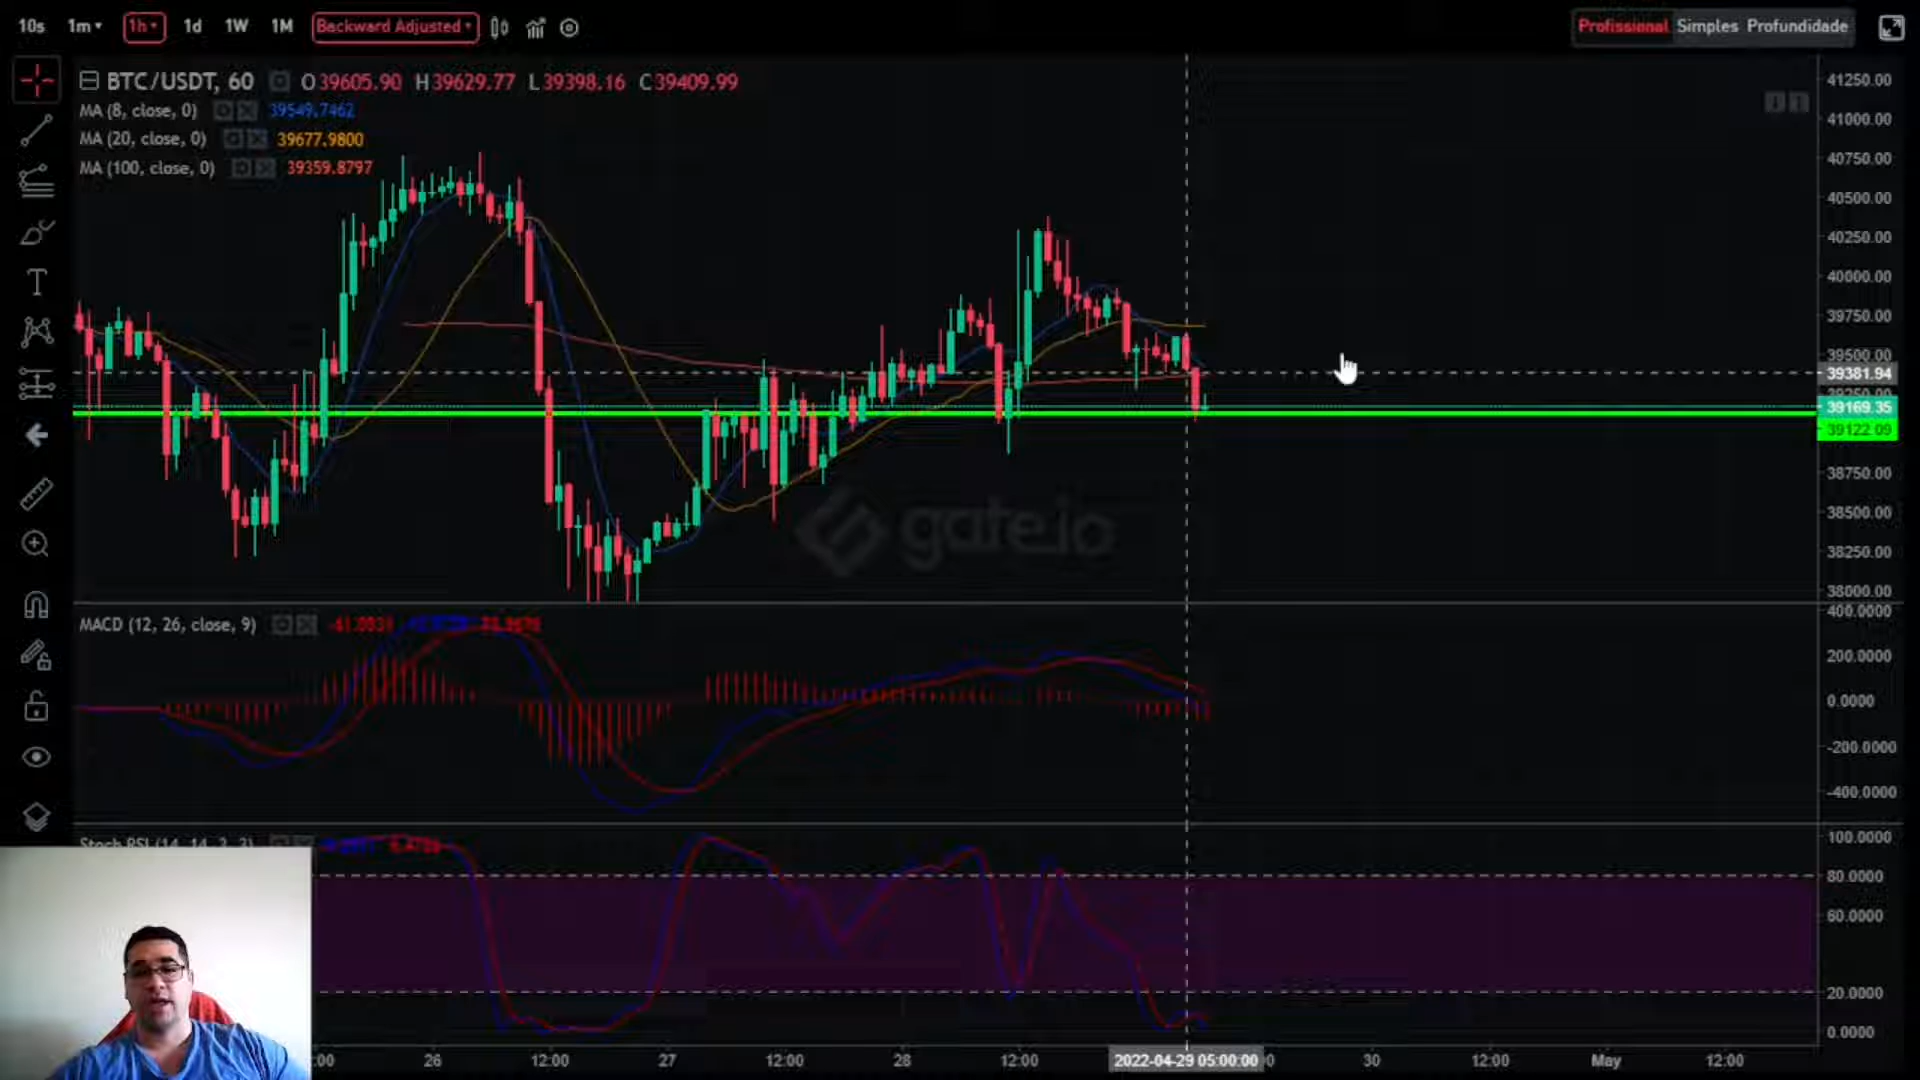 10s 1m 1h 1d 1W 1M Backward Adjusted
Profissional Simples Profundidade
BTC/USDT, 60 O39605.90 H39629.77 L39398.16 C39409.99
MA (8, close, 0) 39549.7462
MA (20, close, 0) 39677.9800
MA (100, close, 0) 39359.8797
41250.00
41000.00
40750.00
40500.00
40250.00
40000.00
39750.00
39500.00
39381.94
39169.35
39122.09
38750.00
38500.00
38250.00
38000.00
gate.io
MACD (12, 26, close, 9)
400.0000
200.0000
0.0000
-200.0000
-400.0000
100.0000
80.0000
60.0000
20.0000
0.0000
26 12:00 27 12:00 28 12:00 2022-04-29 05:00:00 30 12:00 May 12:00